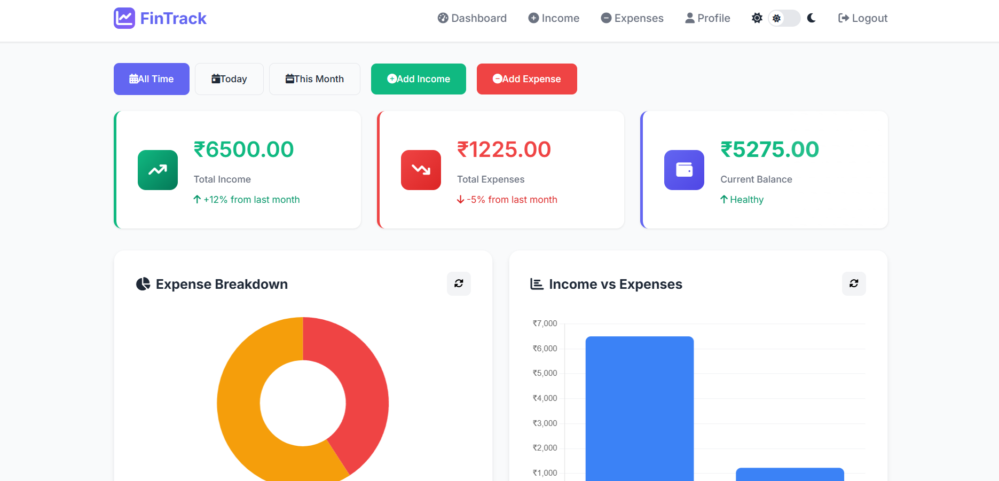 FinTrack
Dashboard
Income
Expenses
Profile
Logout
All Time
Today
This Month
Add Income
Add Expense
₹6500.00
Total Income
+12% from last month
₹1225.00
Total Expenses
-5% from last month
₹5275.00
Current Balance
Healthy
Expense Breakdown
Income vs Expenses
₹7,000
₹6,000
₹5,000
₹4,000
₹3,000
₹2,000
₹1,000